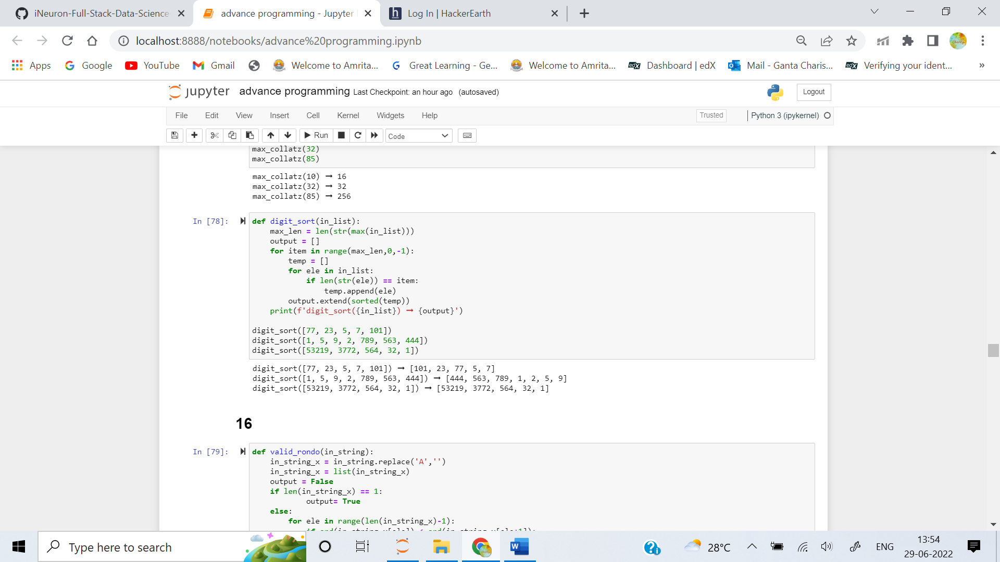 iNeuron-Full-Stack-Data-Science
advance programming - Jupyter
Log In | HackerEarth
localhost:8888/notebooks/advance%20programming.ipynb
Apps
Google
YouTube
Gmail
Welcome to Amrita...
Great Learning - Ge...
Welcome to Amrita...
Dashboard | edX
Mail - Ganta Charis...
Verifying your ident...
»
jupyter advance programming Last Checkpoint: an hour ago (autosaved)
Logout
File Edit View Insert Cell Kernel Widgets Help
Trusted
Python 3 (ipykernel)
Run
Code
max_collatz(32)
max_collatz(85)
max_collatz(10) ➞ 16
max_collatz(32) ➞ 32
max_collatz(85) ➞ 256
In [78]:
def digit_sort(in_list):
    max_len = len(str(max(in_list)))
    output = []
    for item in range(max_len,0,-1):
        temp = []
        for ele in in_list:
            if len(str(ele)) == item:
                temp.append(ele)
        output.extend(sorted(temp))
    print(f'digit_sort({in_list}) ➞ {output}')
digit_sort([77, 23, 5, 7, 101])
digit_sort([1, 5, 9, 2, 789, 563, 444])
digit_sort([53219, 3772, 564, 32, 1])
digit_sort([77, 23, 5, 7, 101]) ➞ [101, 23, 77, 5, 7]
digit_sort([1, 5, 9, 2, 789, 563, 444]) ➞ [444, 563, 789, 1, 2, 5, 9]
digit_sort([53219, 3772, 564, 32, 1]) ➞ [53219, 3772, 564, 32, 1]
16
In [79]:
def valid_rondo(in_string):
    in_string_x = in_string.replace('A','')
    in_string_x = list(in_string_x)
    output = False
    if len(in_string_x) == 1:
            output= True
    else:
        for ele in range(len(in_string_x)-1):
            if ord(in_string_x[ele]) < ord(in_string_x[ele+1]):
Type here to search
28°C
ENG
13:54
29-06-2022